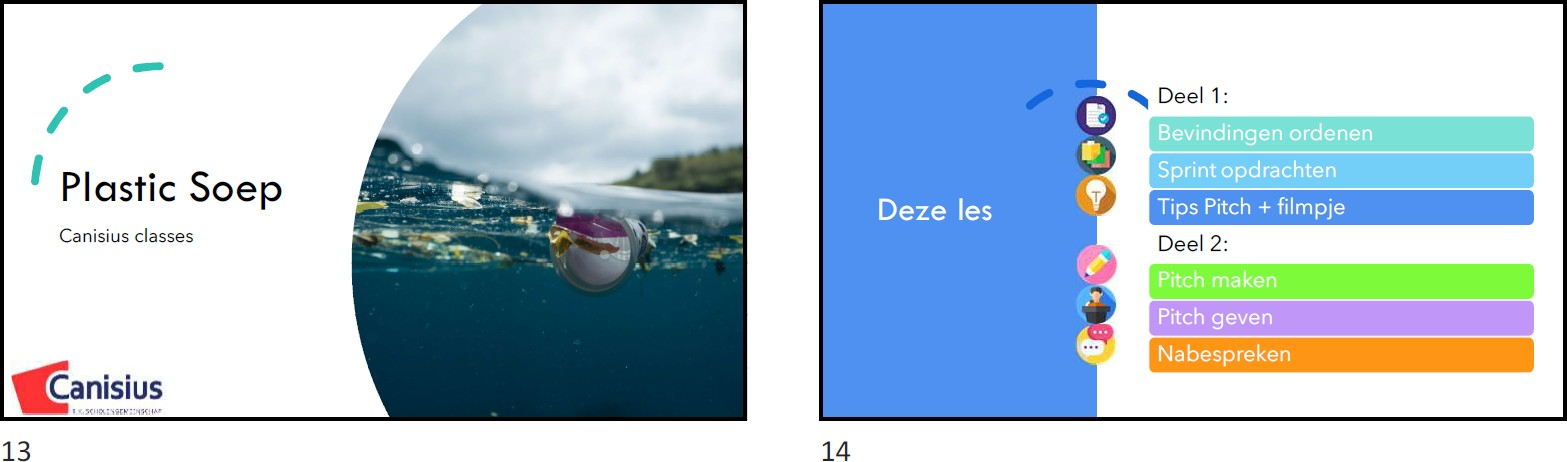 Plastic Soep
Canisius classes
Canisius
R.K. SCHOLENGEMEENSCHAP
13
Deze les
Deel 1:
Bevindingen ordenen
Sprint opdrachten
Tips Pitch + filmpje
Deel 2:
Pitch maken
Pitch geven
Nabespreken
14